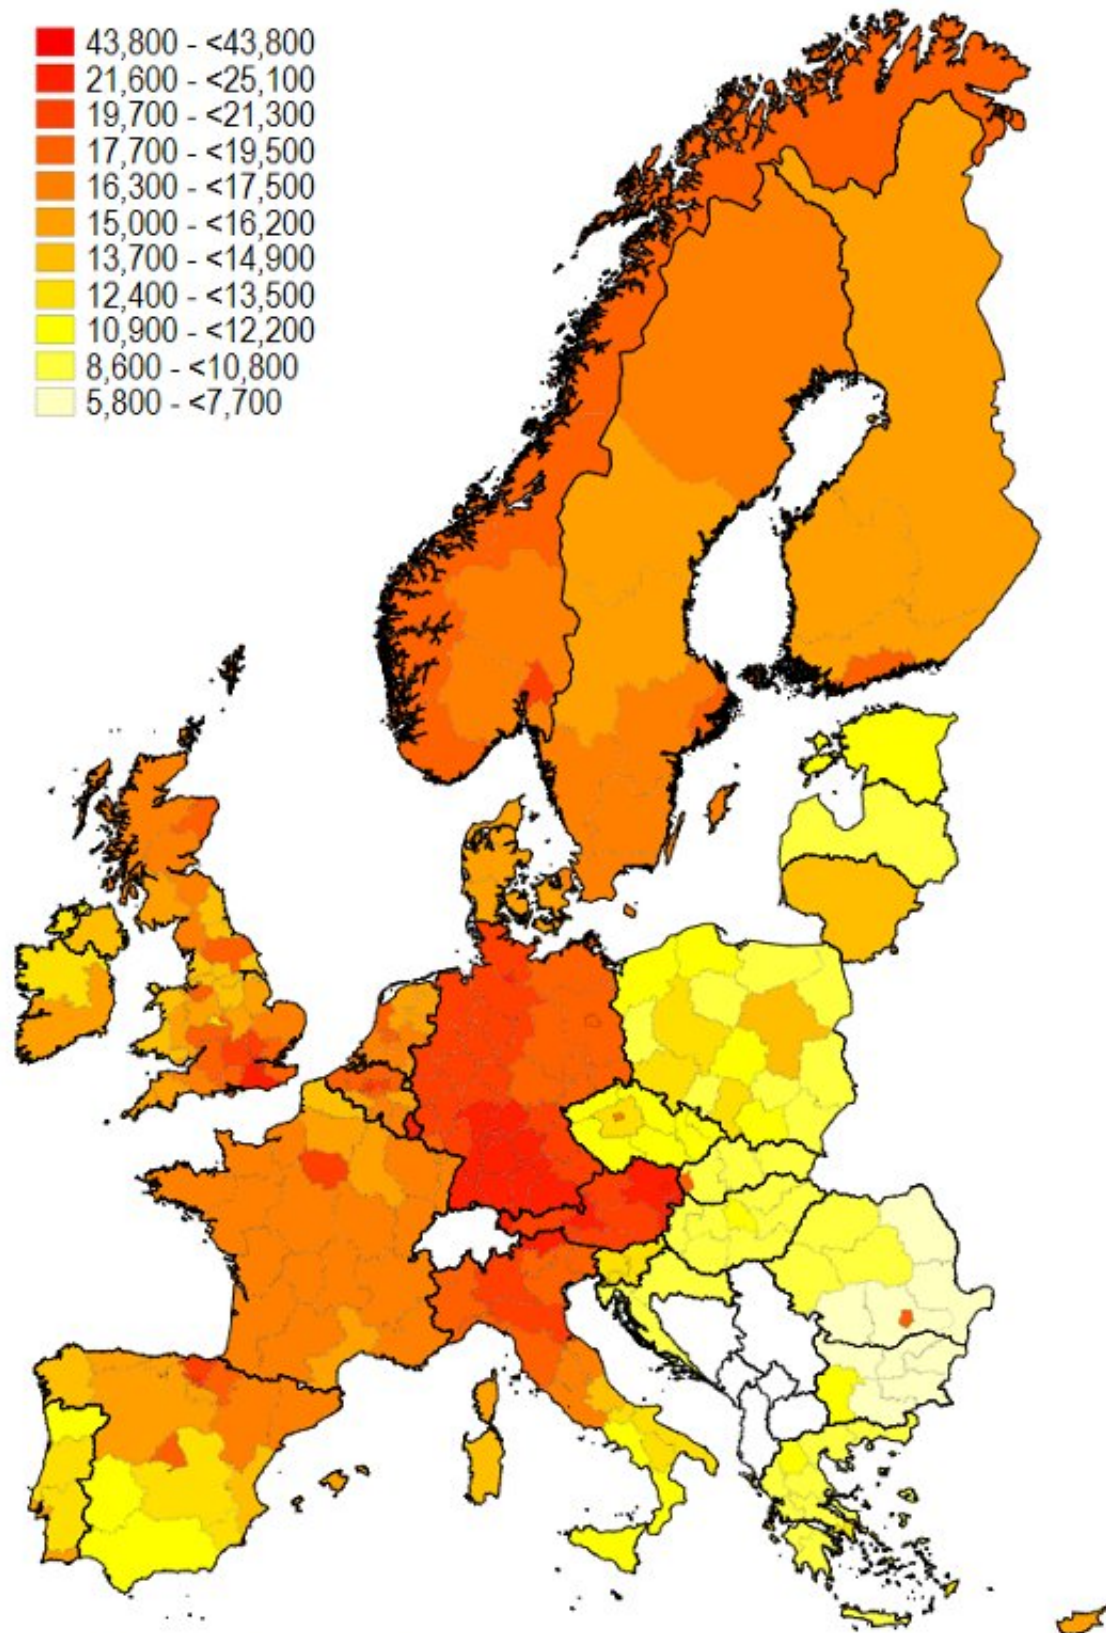 43,800 - <43,800
21,600 - <25,100
19,700 - <21,300
17,700 - <19,500
16,300 - <17,500
15,000 - <16,200
13,700 - <14,900
12,400 - <13,500
10,900 - <12,200
8,600 - <10,800
5,800 - <7,700